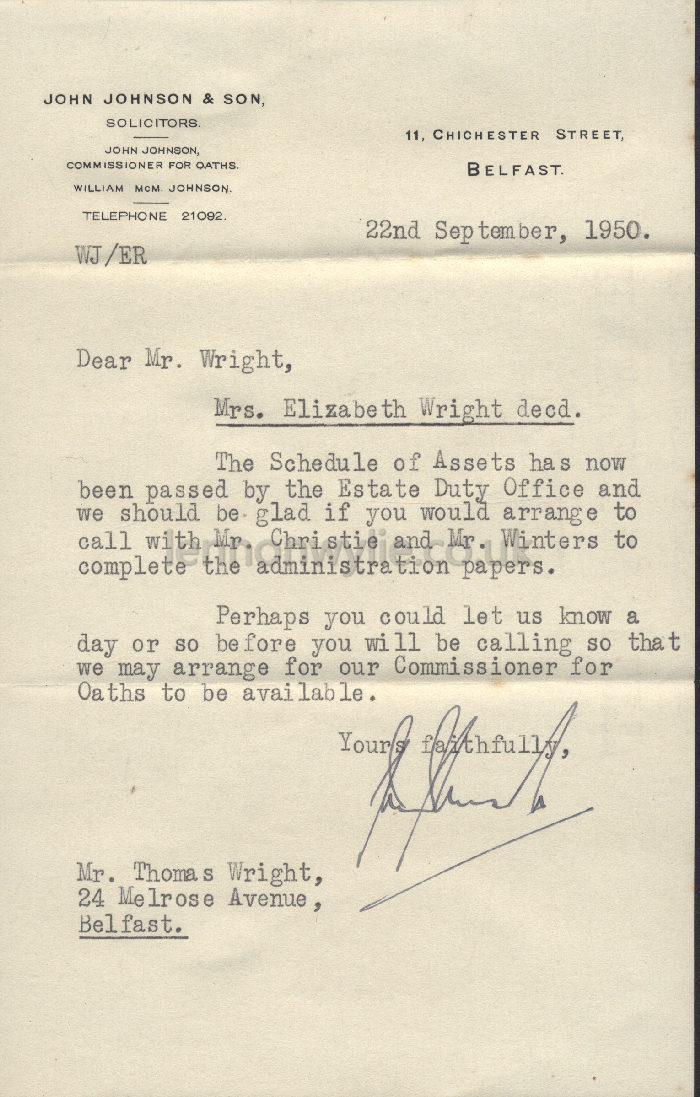 JOHN JOHNSON & SON,
SOLICITORS.
JOHN JOHNSON,
COMMISSIONER FOR OATHS.
WILLIAM McM. JOHNSON.
TELEPHONE 21092.
11, CHICHESTER STREET,
BELFAST.
22nd September, 1950.
WJ/ER
Dear Mr. Wright,
Mrs. Elizabeth Wright decd.
The Schedule of Assets has now
been passed by the Estate Duty Office and
we should be glad if you would arrange to
call with Mr. Christie and Mr. Winters to
complete the administration papers.
lennonwylie.co.uk
Perhaps you could let us know a
day or so before you will be calling so that
we may arrange for our Commissioner for
Oaths to be available.
Yours faithfully,
Mr. Thomas Wright,
24 Melrose Avenue,
Belfast.